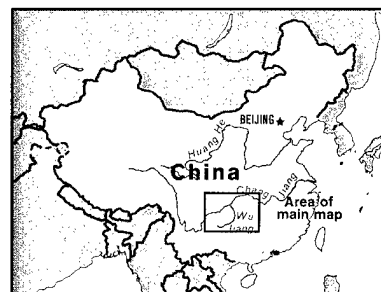 BEIJING
Huang He
China
Chang Jiang
Area of
main map
Wu
Jiang